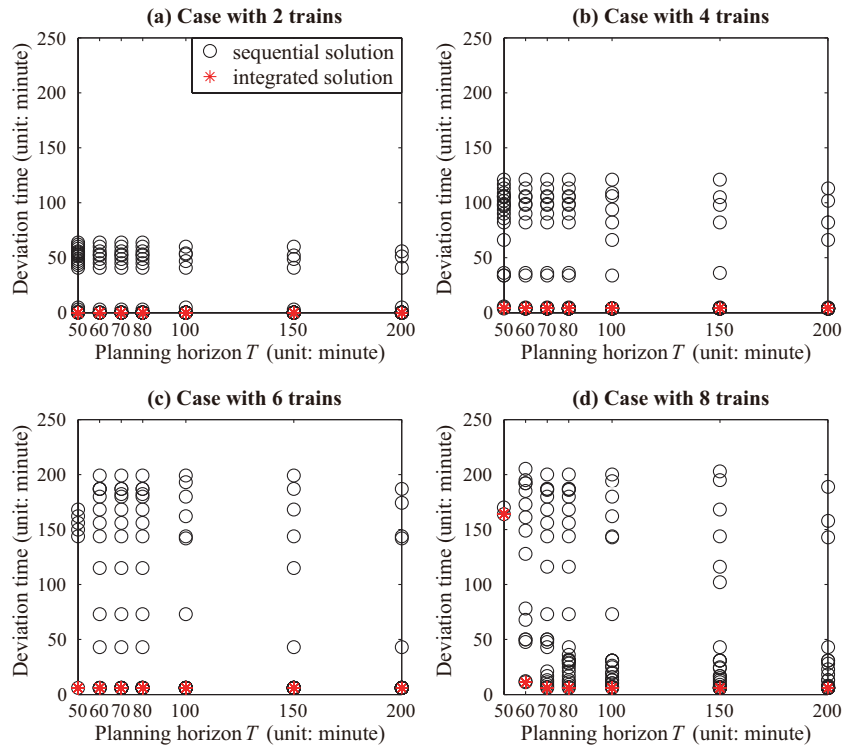 (a) Case with 2 trains
250
200
150
100
50
0
50 60 70 80 100 150 200
Deviation time (unit: minute)
Planning horizon T (unit: minute)
sequential solution
integrated solution
(b) Case with 4 trains
250
200
150
100
50
0
50 60 70 80 100 150 200
Deviation time (unit: minute)
Planning horizon T (unit: minute)
(c) Case with 6 trains
250
200
150
100
50
0
50 60 70 80 100 150 200
Deviation time (unit: minute)
Planning horizon T (unit: minute)
(d) Case with 8 trains
250
200
150
100
50
0
50 60 70 80 100 150 200
Deviation time (unit: minute)
Planning horizon T (unit: minute)